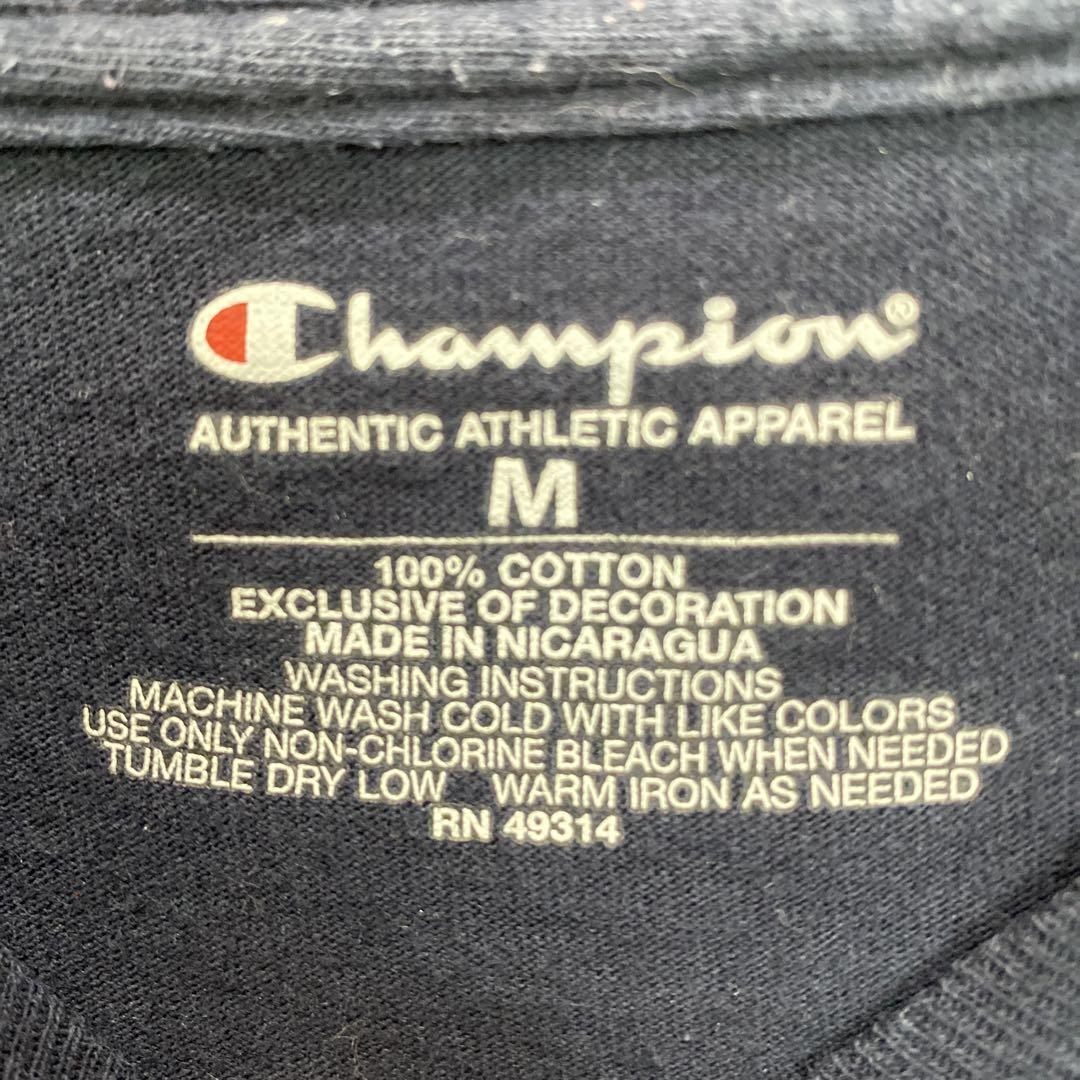 Champion®
AUTHENTIC ATHLETIC APPAREL
M
100% COTTON
EXCLUSIVE OF DECORATION
MADE IN NICARAGUA
WASHING INSTRUCTIONS
MACHINE WASH COLD WITH LIKE COLORS
USE ONLY NON-CHLORINE BLEACH WHEN NEEDED
TUMBLE DRY LOW WARM IRON AS NEEDED
RN 49314